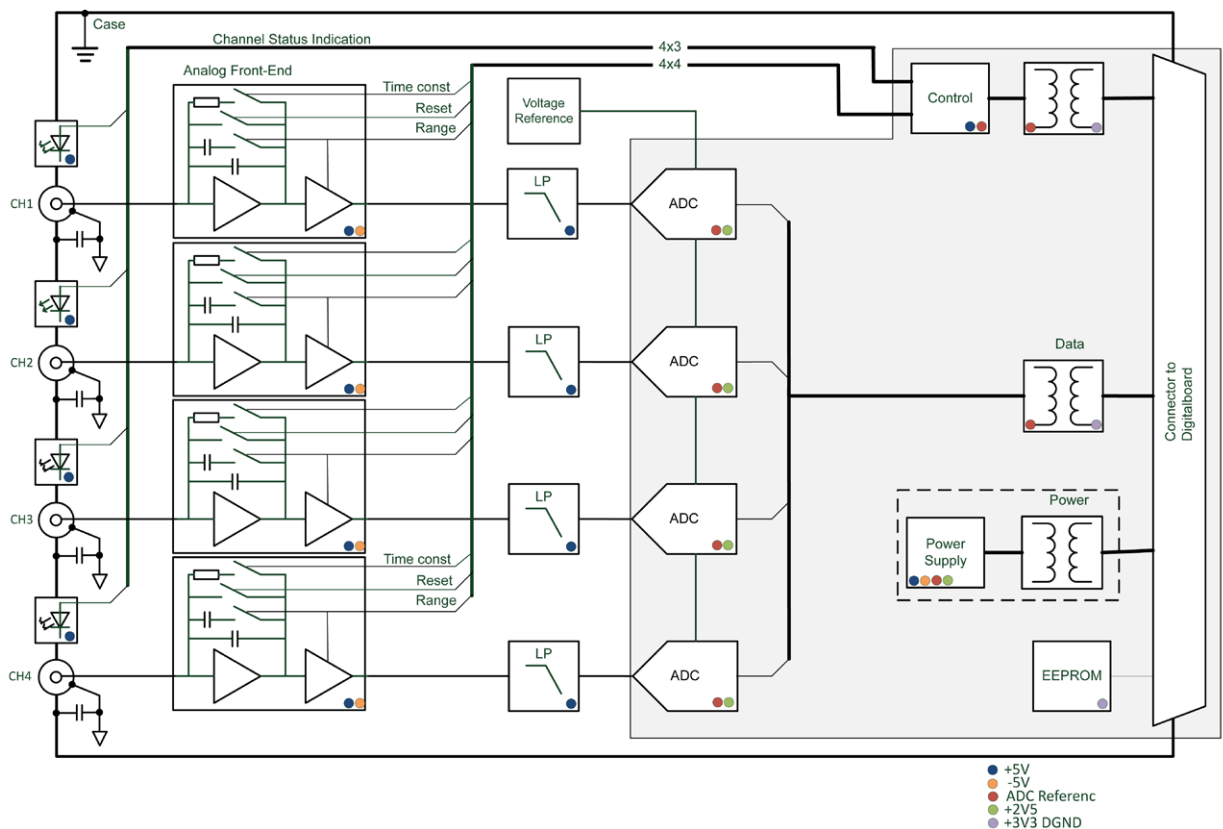 Case
Channel Status Indication
4x3
4x4
Analog Front-End
Time const
Reset
Range
Voltage
Reference
Control
CH1
LP
ADC
CH2
LP
ADC
Data
Connector to
Digitalboard
CH3
LP
ADC
Power
Power
Supply
Time const
Reset
Range
CH4
LP
ADC
EEPROM
+5V
-5V
ADC Referenc
+2V5
+3V3 DGND